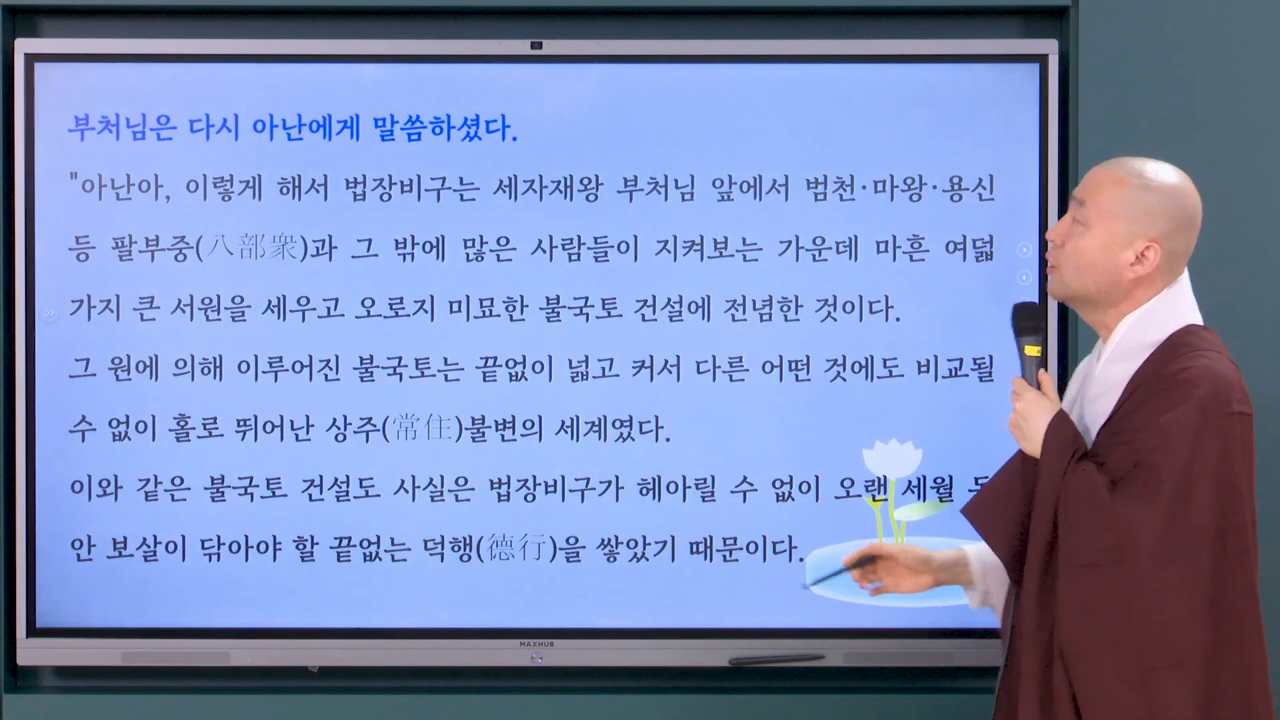 부처님은 다시 아난에게 말씀하셨다.
"아난아, 이렇게 해서 법장비구는 세자재왕 부처님 앞에서 범천·마왕·용신
등 팔부중(八部衆)과 그 밖에 많은 사람들이 지켜보는 가운데 마흔 여덟
가지 큰 서원을 세우고 오로지 미묘한 불국토 건설에 전념한 것이다.
그 원에 의해 이루어진 불국토는 끝없이 넓고 커서 다른 어떤 것에도 비교될
수 없이 홀로 뛰어난 상주(常住)불변의 세계였다.
이와 같은 불국토 건설도 사실은 법장비구가 헤아릴 수 없이 오랜 세월
안 보살이 닦아야 할 끝없는 덕행(德行)을 쌓았기 때문이다.
MAXHUB